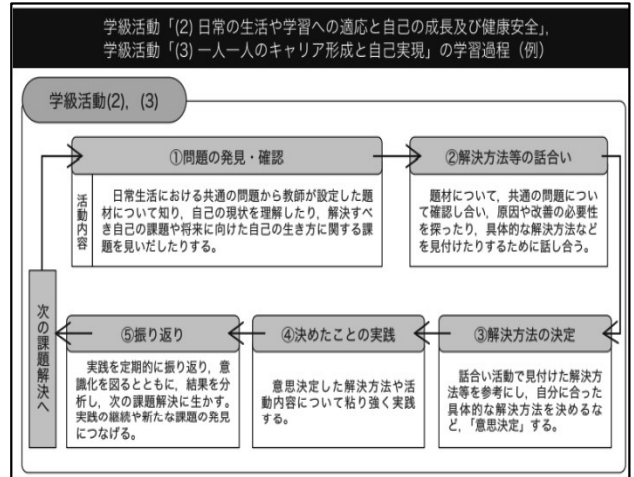 学級活動「(2) 日常の生活や学習への適応と自己の成長及び健康安全」，
学級活動「(3) 一人一人のキャリア形成と自己実現」の学習過程（例）
学級活動(2)，(3)
①問題の発見・確認
活動内容
日常生活における共通の問題から教師が設定した題
材について知り，自己の現状を理解したり，解決すべ
き自己の課題や将来に向けた自己の生き方に関する課
題を見いだしたりする。
②解決方法等の話合い
題材について，共通の問題につい
て確認し合い，原因や改善の必要性
を探ったり，具体的な解決方法など
を見付けたりするために話し合う。
③解決方法の決定
話合い活動で見付けた解決方
法等を参考にし，自分に合った
具体的な解決方法を決めるな
ど，「意思決定」する。
④決めたことの実践
意思決定した解決方法や活
動内容について粘り強く実践
する。
⑤振り返り
実践を定期的に振り返り，意
識化を図るとともに，結果を分
析し，次の課題解決に生かす。
実践の継続や新たな課題の発見
につなげる。
次の課題解決へ